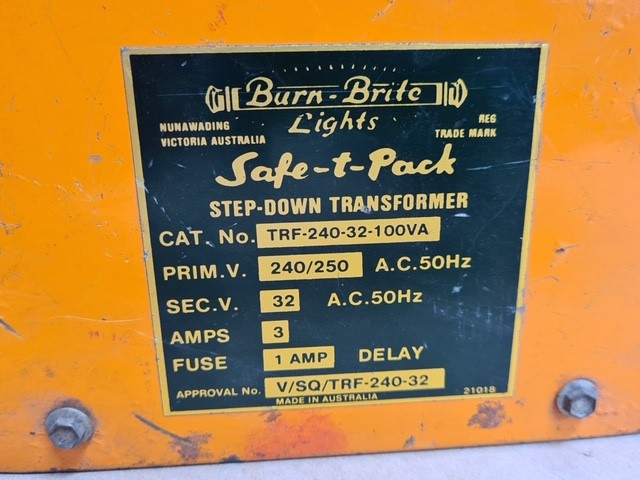 Burn-Brite
Lights
NUNAWADING
VICTORIA AUSTRALIA
REG
TRADE MARK
Safe-t-Pack
STEP-DOWN TRANSFORMER
CAT. No. TRF-240-32-100VA
PRIM.V. 240/250 A.C.50Hz
SEC.V. 32 A.C.50Hz
AMPS 3
FUSE 1 AMP DELAY
APPROVAL No. V/SQ/TRF-240-32
MADE IN AUSTRALIA 21018